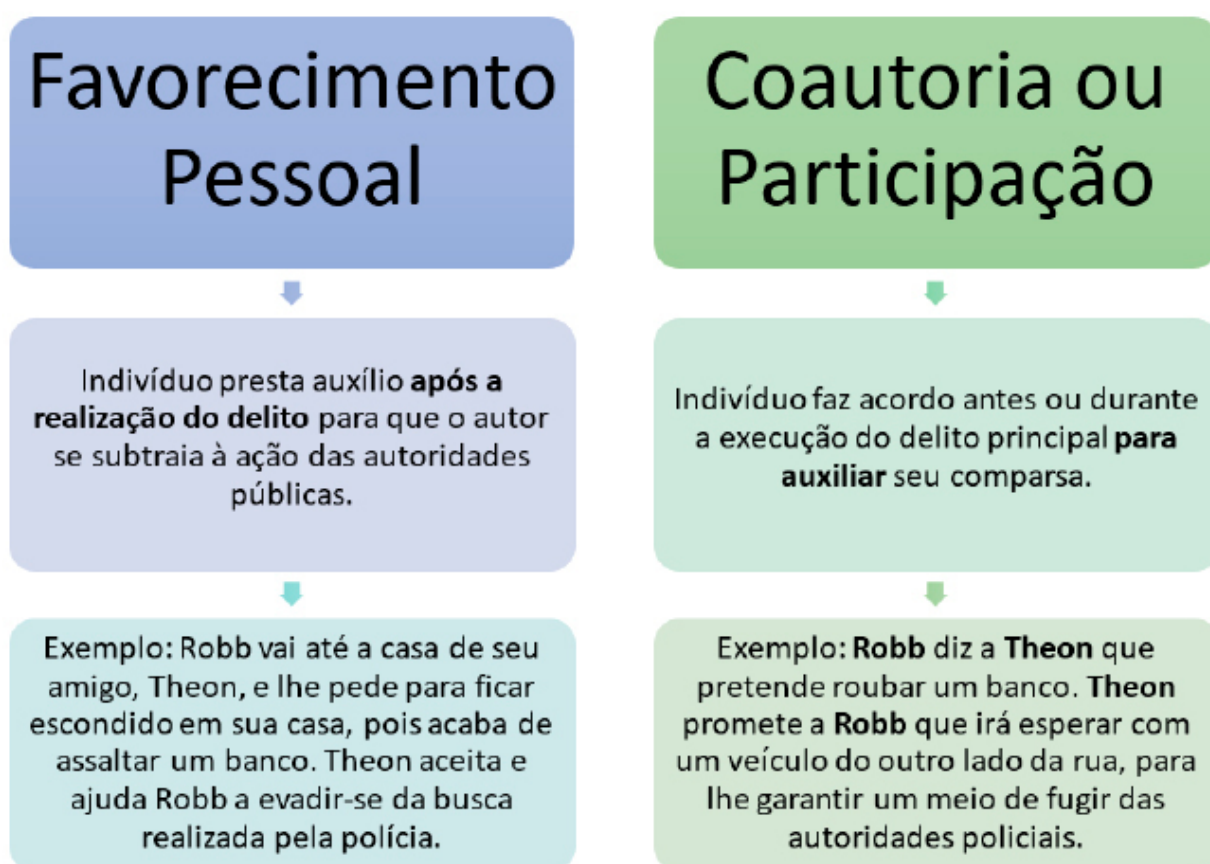 Favorecimento
Pessoal
Indivíduo presta auxílio após a
realização do delito para que o autor
se subtraia à ação das autoridades
públicas.
Exemplo: Robb vai até a casa de seu
amigo, Theon, e lhe pede para ficar
escondido em sua casa, pois acaba de
assaltar um banco. Theon aceita e
ajuda Robb a evadir-se da busca
realizada pela polícia.
Coautoria ou
Participação
Indivíduo faz acordo antes ou durante
a execução do delito principal para
auxiliar seu comparsa.
Exemplo: Robb diz a Theon que
pretende roubar um banco. Theon
promete a Robb que irá esperar com
um veículo do outro lado da rua, para
lhe garantir um meio de fugir das
autoridades policiais.